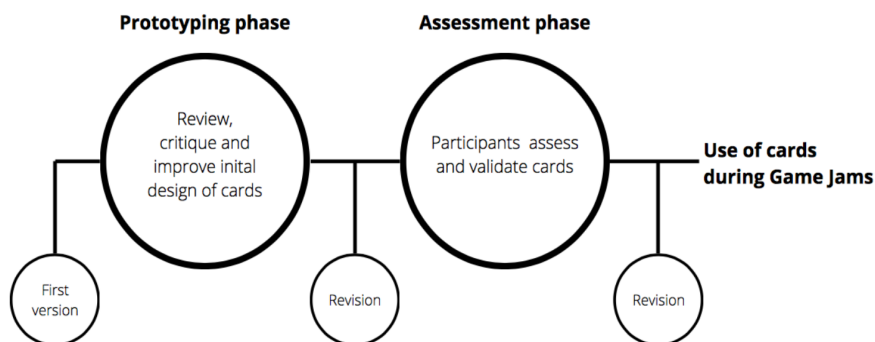 Prototyping phase
Assessment phase
Review,
critique and
improve inital
design of cards
Participants assess
and validate cards
Use of cards
during Game Jams
First
version
Revision
Revision